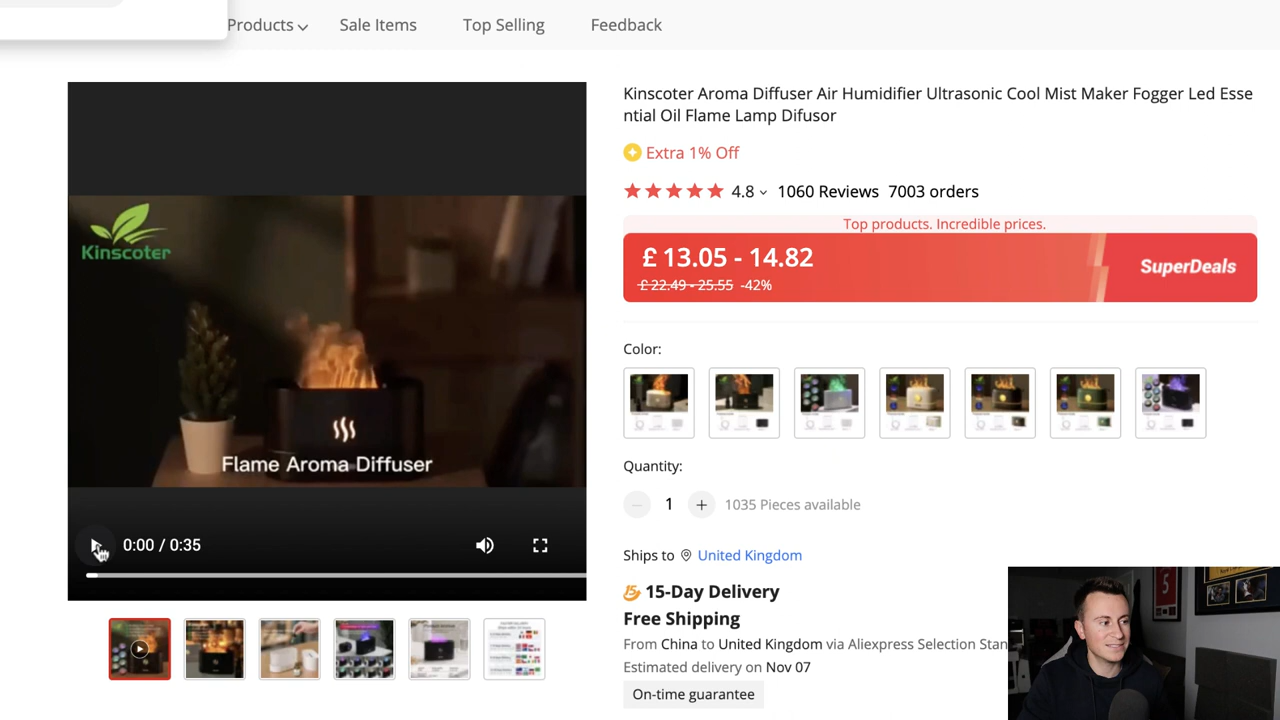 Products
Sale Items
Top Selling
Feedback
Kinscoter
Flame Aroma Diffuser
0:00 / 0:35
Kinscoter Aroma Diffuser Air Humidifier Ultrasonic Cool Mist Maker Fogger Led Esse
ntial Oil Flame Lamp Difusor
Extra 1% Off
4.8 1060 Reviews 7003 orders
Top products. Incredible prices.
£ 13.05 - 14.82
£ 22.49 - 25.55 -42%
SuperDeals
Color:
Quantity:
1 1035 Pieces available
Ships to United Kingdom
15-Day Delivery
Free Shipping
From China to United Kingdom via Aliexpress Selection Stan
Estimated delivery on Nov 07
On-time guarantee
5